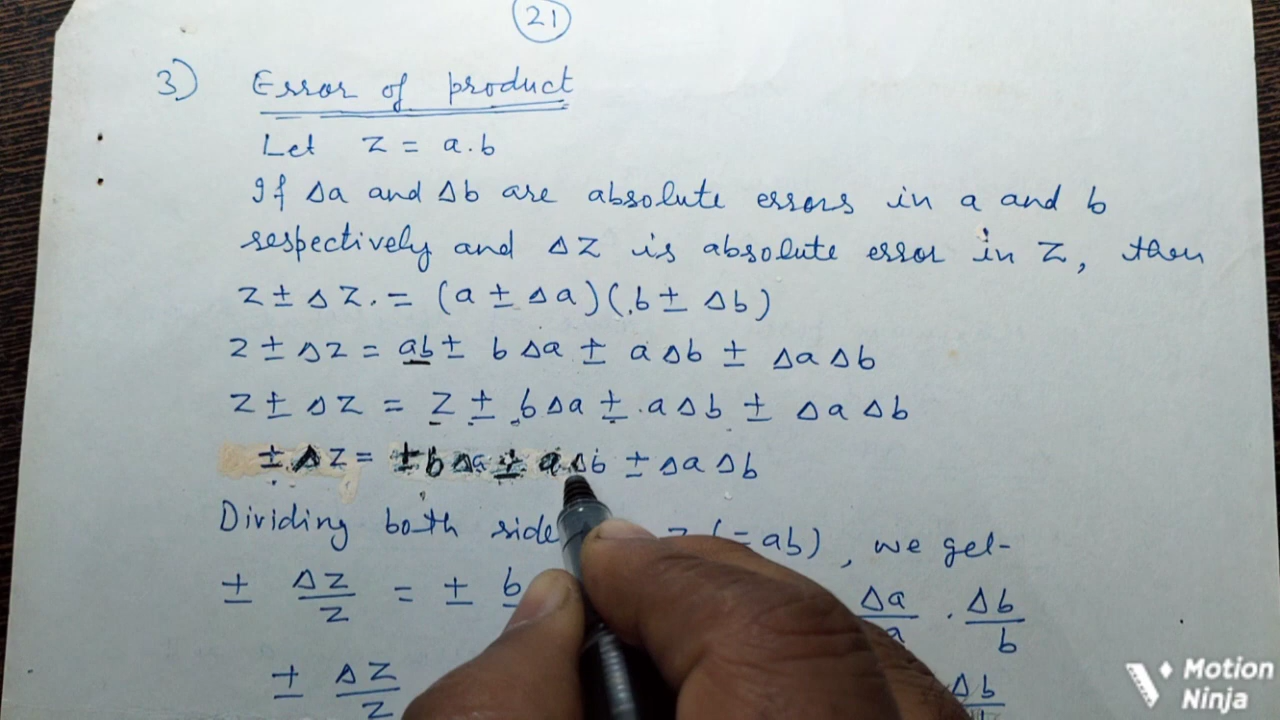 21
3) Error of product
Let Z = a.b
If Δa and Δb are absolute errors in a and b
respectively and ΔZ is absolute error in Z, then
Z ± ΔZ. = (a ± Δa)(b ± Δb)
Z ± ΔZ = ab ± bΔa ± aΔb ± ΔaΔb
Z ± ΔZ = Z ± bΔa ± aΔb ± ΔaΔb
± ΔZ = ± bΔa ± aΔb ± ΔaΔb
Dividing both side Z (= ab), we get-
± ΔZ/Z = ± b Δa/a . Δb/b
± ΔZ/Z Δb
Motion
Ninja